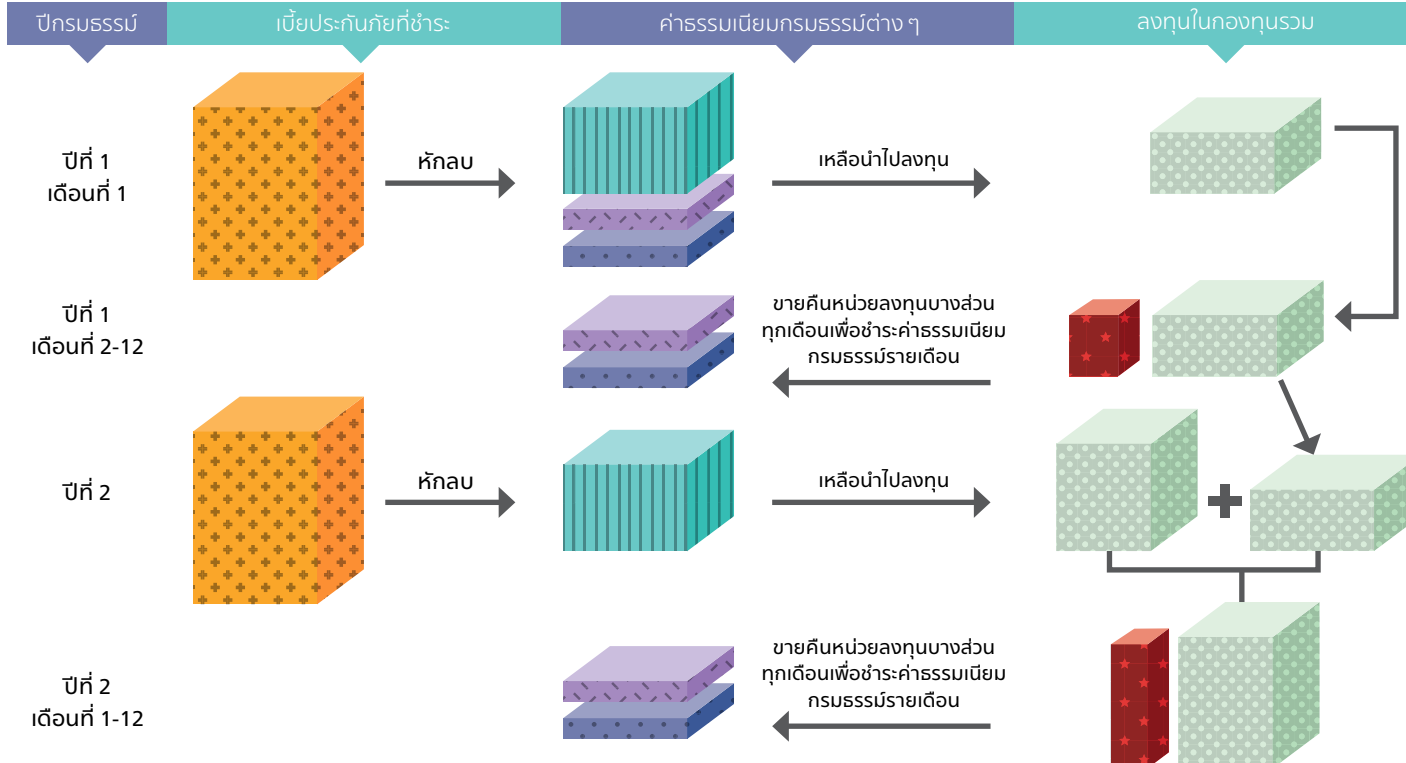 ปีกรมธรรม์
เบี้ยประกันภัยที่ชำระ
ค่าธรรมเนียมกรมธรรม์ต่าง ๆ
ลงทุนในกองทุนรวม
ปีที่ 1
เดือนที่ 1
หักลบ
เหลือนำไปลงทุน
ปีที่ 1
เดือนที่ 2-12
ขายคืนหน่วยลงทุนบางส่วน
ทุกเดือนเพื่อชำระค่าธรรมเนียม
กรมธรรม์รายเดือน
ปีที่ 2
หักลบ
เหลือนำไปลงทุน
ปีที่ 2
เดือนที่ 1-12
ขายคืนหน่วยลงทุนบางส่วน
ทุกเดือนเพื่อชำระค่าธรรมเนียม
กรมธรรม์รายเดือน